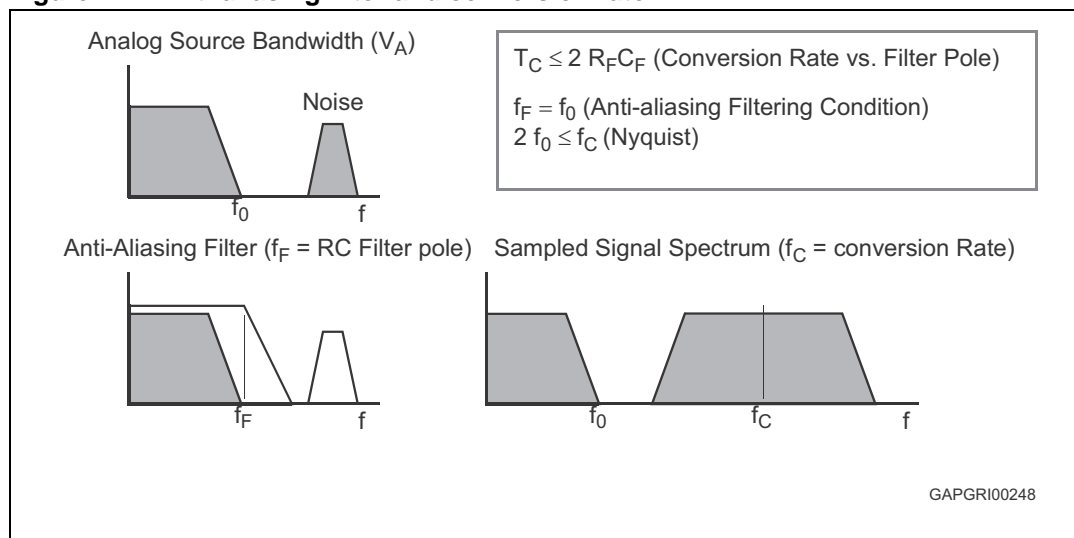 Analog Source Bandwidth (VA)
Noise
f0
f
TC ≤ 2 RFCF (Conversion Rate vs. Filter Pole)
fF = f0 (Anti-aliasing Filtering Condition)
2 f0 ≤ fC (Nyquist)
Anti-Aliasing Filter (fF = RC Filter pole)
fF
f
Sampled Signal Spectrum (fC = conversion Rate)
f0
fC
f
GAPGRI00248